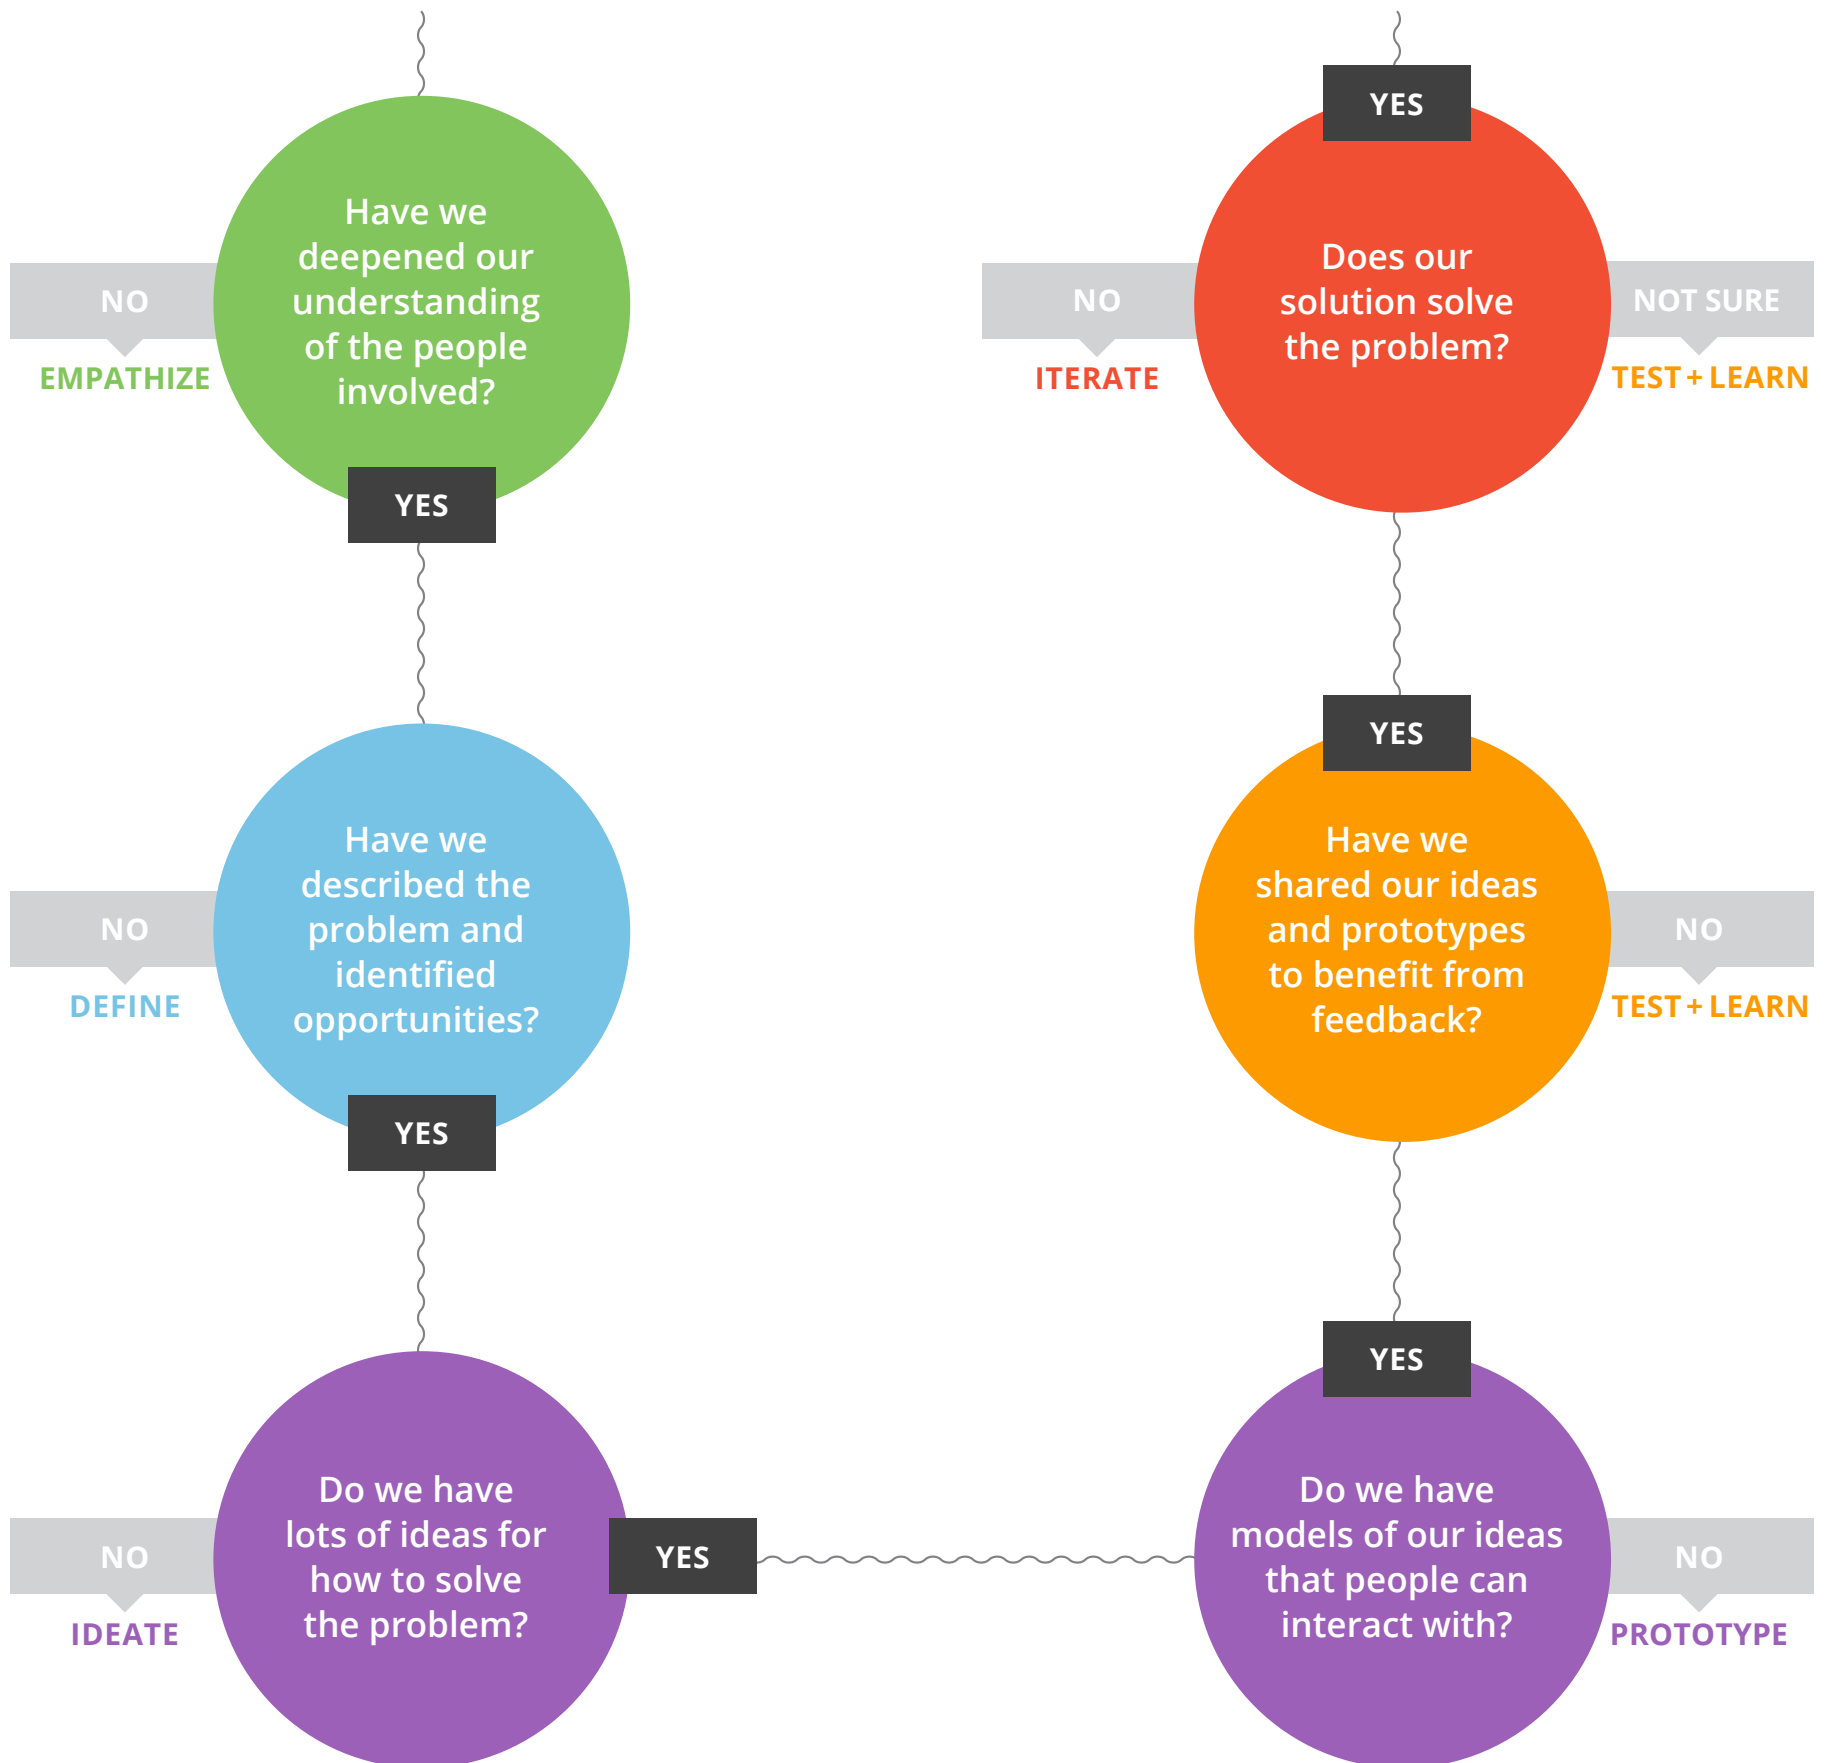 Have we
deepened our
understanding
of the people
involved?
NO
EMPATHIZE
YES
Have we
described the
problem and
identified
opportunities?
NO
DEFINE
YES
Do we have
lots of ideas for
how to solve
the problem?
NO
IDEATE
YES
Do we have
models of our ideas
that people can
interact with?
NO
PROTOTYPE
YES
Have we
shared our ideas
and prototypes
to benefit from
feedback?
NO
TEST + LEARN
YES
Does our
solution solve
the problem?
NO
ITERATE
NOT SURE
TEST + LEARN
YES